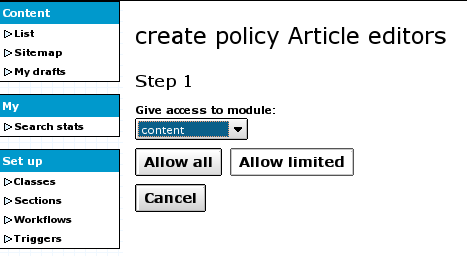 Content
List
Sitemap
My drafts
My
Search stats
Set up
Classes
Sections
Workflows
Triggers
create policy Article editors
Step 1
Give access to module:
content
Allow all Allow limited
Cancel